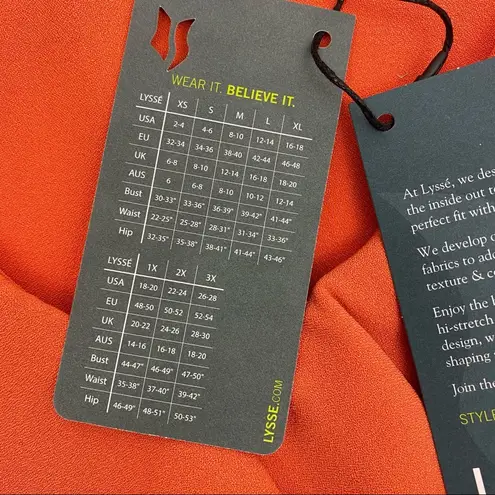 WEAR IT. BELIEVE IT.
LYSSÉ XS S M L XL
USA 2-4 4-6 8-10 12-14 16-18
EU 32-34 34-36 38-40 42-44 46-48
UK 6-8 8-10 12-14 16-18 18-20
AUS 6 6-8 8-10 10-12 12-14
Bust 30-33" 33-36" 36-39" 39-42" 41-44"
Waist 22-25" 25-28" 28-31" 31-34" 33-36"
Hip 32-35" 35-38" 38-41" 41-44" 43-46"
LYSSÉ 1X 2X 3X
USA 18-20 22-24 26-28
EU 48-50 50-52 52-54
UK 20-22 24-26 28-30
AUS 14-16 16-18 18-20
Bust 44-47" 46-49" 47-50"
Waist 35-38" 37-40" 39-42"
Hip 46-49" 48-51" 50-53"
LYSSE.COM
At Lyssé, we des
the inside out t
perfect fit with
We develop
fabrics to add
texture & c
Enjoy the
hi-stretch
design, w
shaping
Join the
STYLE
L